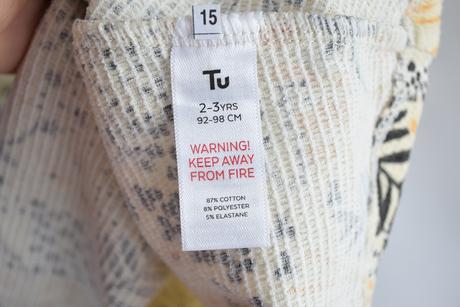 15
Tu
2-3YRS
92-98 CM
WARNING!
KEEP AWAY
FROM FIRE
87% COTTON
8% POLYESTER
5% ELASTANE